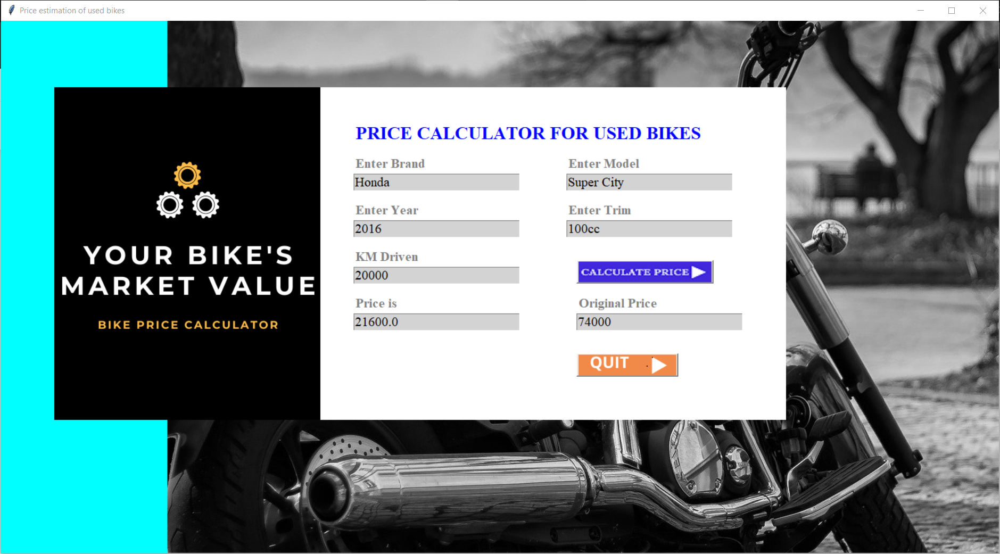 Price estimation of used bikes
YOUR BIKE'S
MARKET VALUE
BIKE PRICE CALCULATOR
PRICE CALCULATOR FOR USED BIKES
Enter Brand
Enter Model
Honda
Super City
Enter Year
Enter Trim
2016
100cc
KM Driven
20000
CALCULATE PRICE
Price is
Original Price
21600.0
74000
QUIT